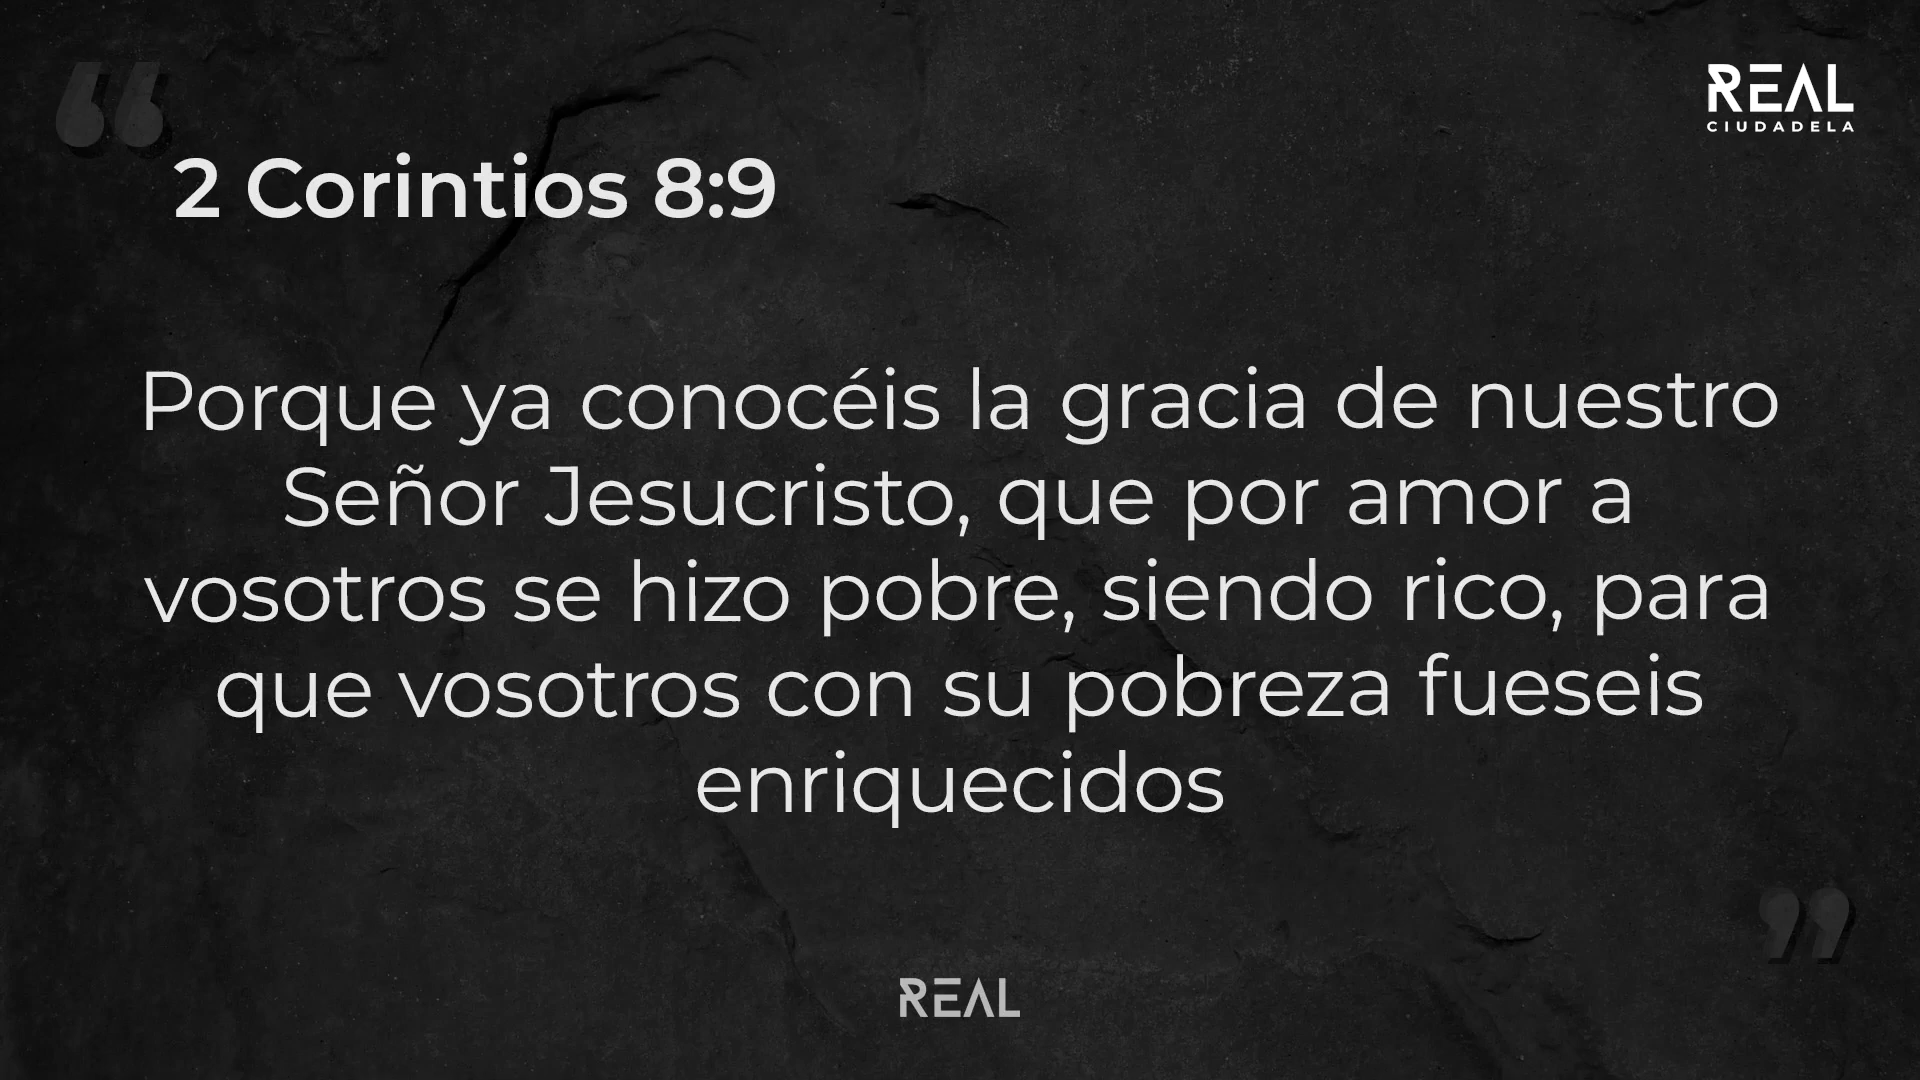 REAL
CIUDADELA
2 Corintios 8:9
Porque ya conocéis la gracia de nuestro
Señor Jesucristo, que por amor a
vosotros se hizo pobre, siendo rico, para
que vosotros con su pobreza fueseis
enriquecidos
REAL